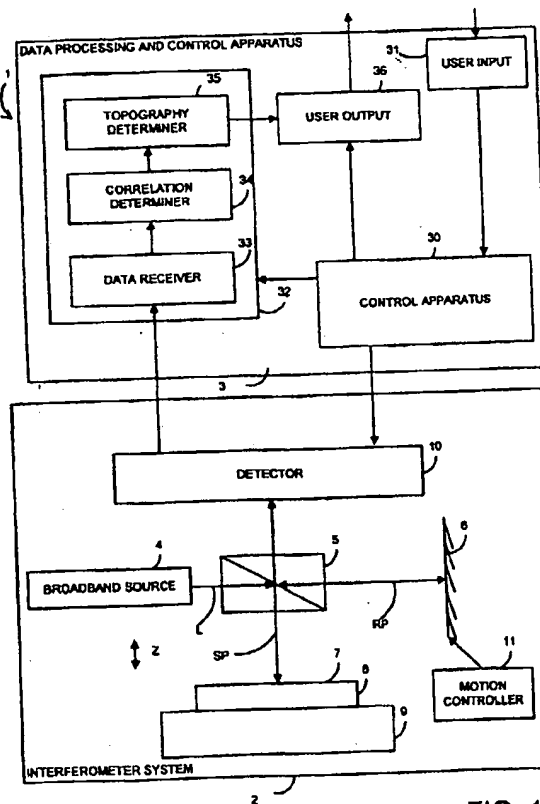 DATA PROCESSING AND CONTROL APPARATUS
31
USER INPUT
1
35
36
TOPOGRAPHY
DETERMINER
USER OUTPUT
34
CORRELATION
DETERMINER
33
30
DATA RECEIVER
CONTROL APPARATUS
32
3
10
DETECTOR
4
5
6
BROADBAND SOURCE
L
RP
SP
Z
7
8
11
MOTION
CONTROLLER
9
INTERFEROMETER SYSTEM
2